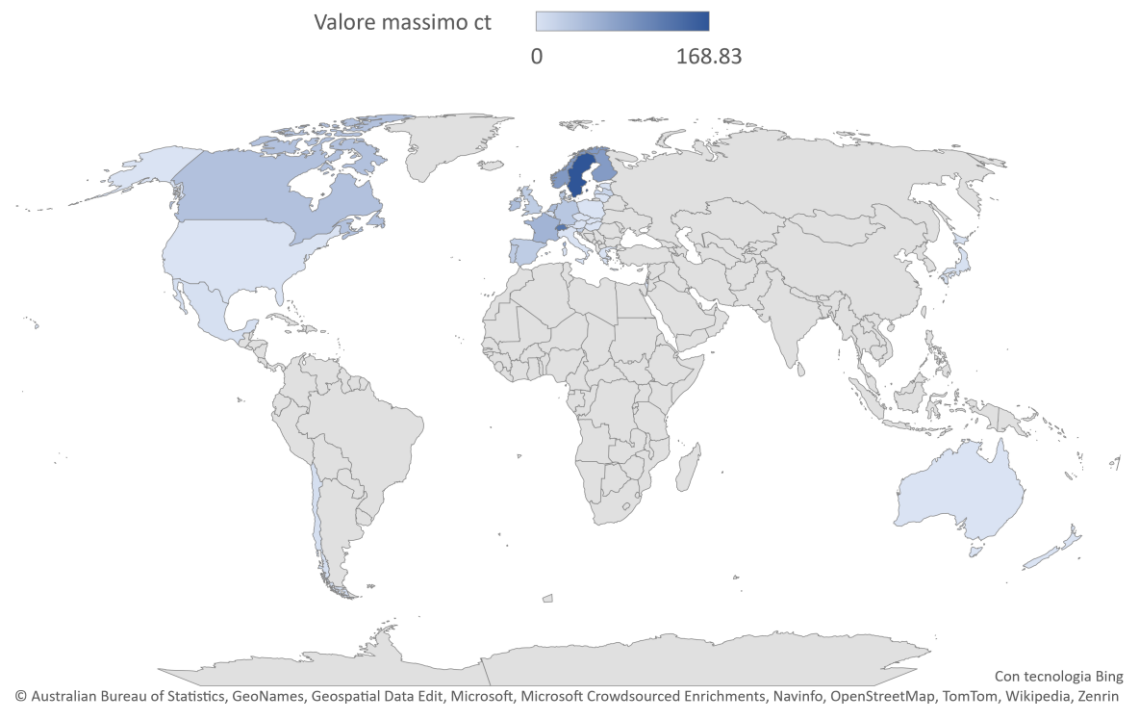 Valore massimo ct
0 168.83
Con tecnologia Bing
© Australian Bureau of Statistics, GeoNames, Geospatial Data Edit, Microsoft, Microsoft Crowdsourced Enrichments, Navinfo, OpenStreetMap, TomTom, Wikipedia, Zenrin